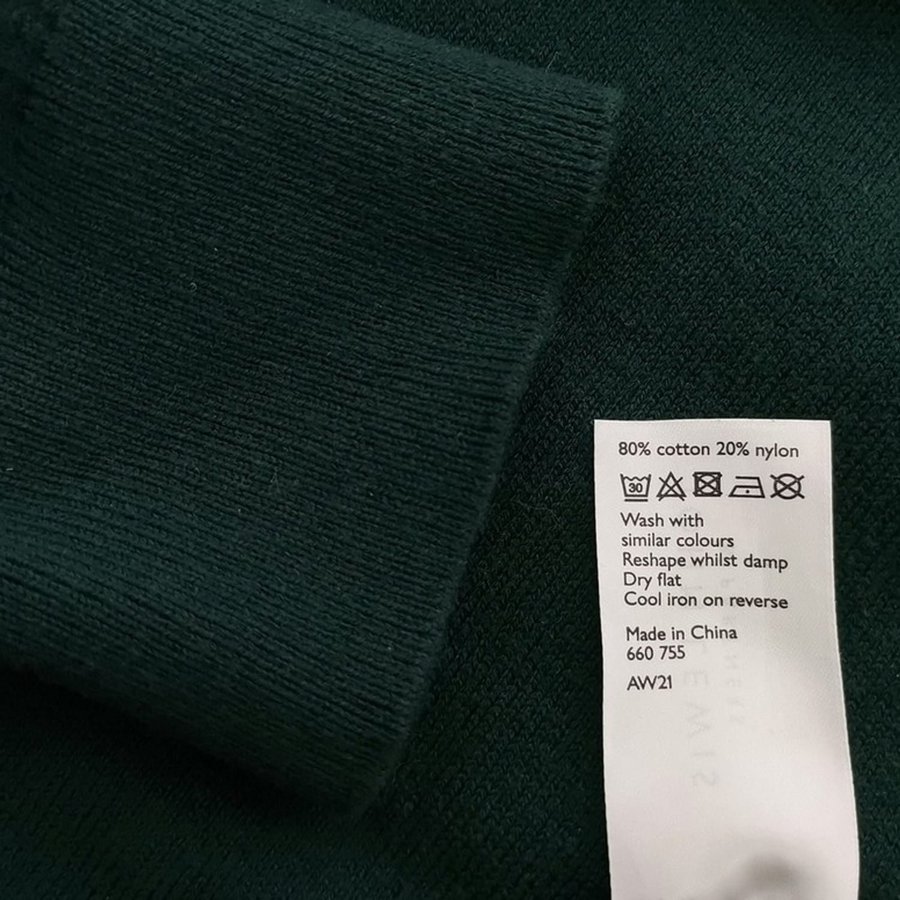 80% cotton 20% nylon
30
Wash with
similar colours
Reshape whilst damp
Dry flat
Cool iron on reverse
Made in China
660 755
AW21